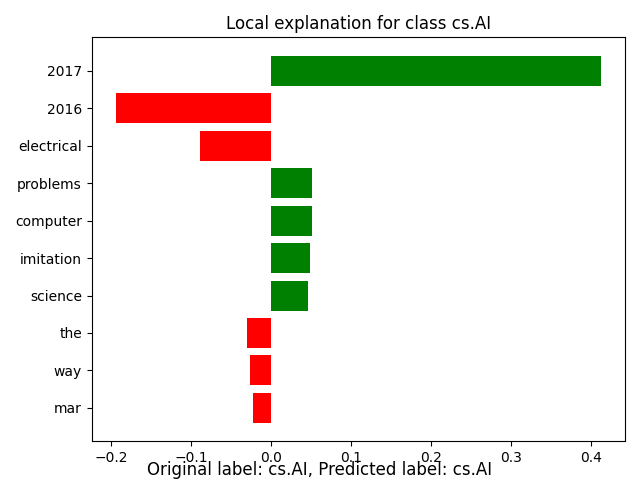 Local explanation for class cs.AI
2017
2016
electrical
problems
computer
imitation
science
the
way
mar
−0.2 −0.1 0.0 0.1 0.2 0.3 0.4
Original label: cs.AI, Predicted label: cs.AI